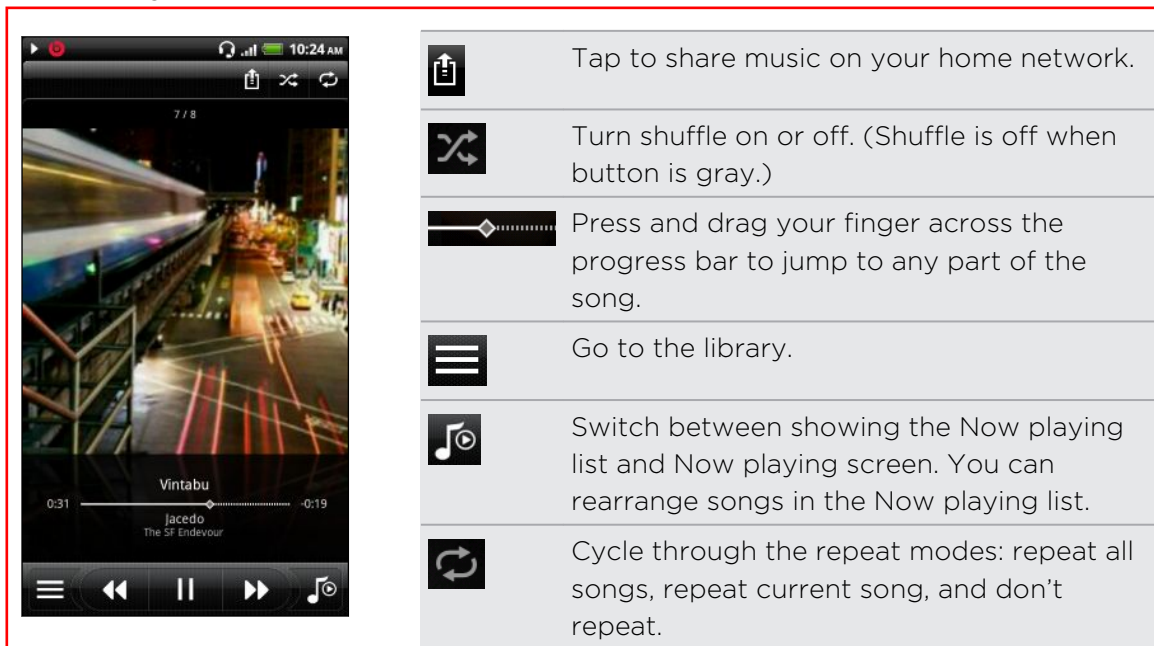 10:24 AM
7 / 8
Vintabu
0:31
-0:19
Jacedo
The SF Endevour
Tap to share music on your home network.
Turn shuffle on or off. (Shuffle is off when
button is gray.)
Press and drag your finger across the
progress bar to jump to any part of the
song.
Go to the library.
Switch between showing the Now playing
list and Now playing screen. You can
rearrange songs in the Now playing list.
Cycle through the repeat modes: repeat all
songs, repeat current song, and don’t
repeat.